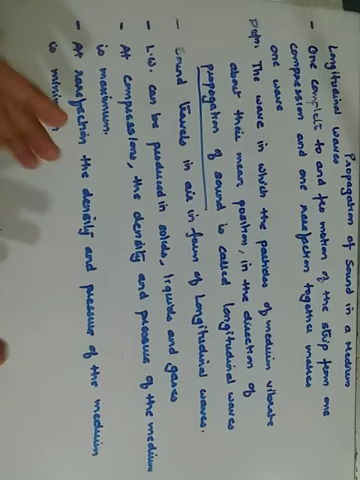 Propagation of Sound in a Medium
Longitudinal waves
- One complete to and fro motion of the strip from one
compression and one rarefaction together makes
one wave
Defn: The wave in which the particles of medium vibrate
about their mean position, in the direction of
propagation of sound is called longitudinal waves
- Sound travels in air in form of Longitudinal waves.
- L.W. can be produced in solids, liquids and gases
- At compressions, the density and pressure of the medium
is maximum.
- At rarefaction the density and pressure of the medium
is